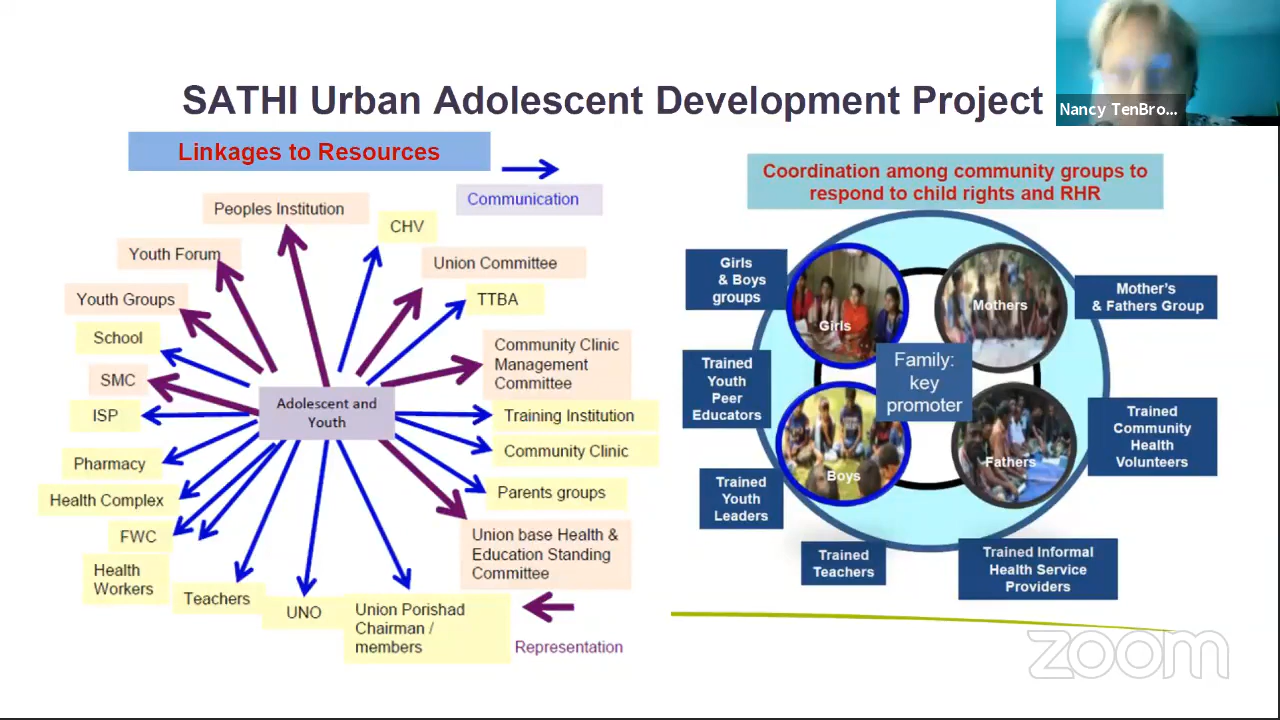 SATHI Urban Adolescent Development Project
Nancy TenBro...
Linkages to Resources
Communication
Peoples Institution
CHV
Youth Forum
Union Committee
Youth Groups
TTBA
School
Community Clinic
Management
Committee
SMC
Adolescent and
Youth
ISP
Training Institution
Community Clinic
Pharmacy
Health Complex
Parents groups
FWC
Union base Health &
Education Standing
Committee
Health
Workers
Teachers
UNO
Union Porishad
Chairman /
members
Representation
Coordination among community groups to
respond to child rights and RHR
Girls
& Boys
groups
Girls
Mothers
Mother's
& Fathers Group
Trained
Youth
Peer
Educators
Family:
key
promoter
Trained
Community
Health
Volunteers
Boys
Fathers
Trained
Youth
Leaders
Trained
Teachers
Trained Informal
Health Service
Providers
zoom